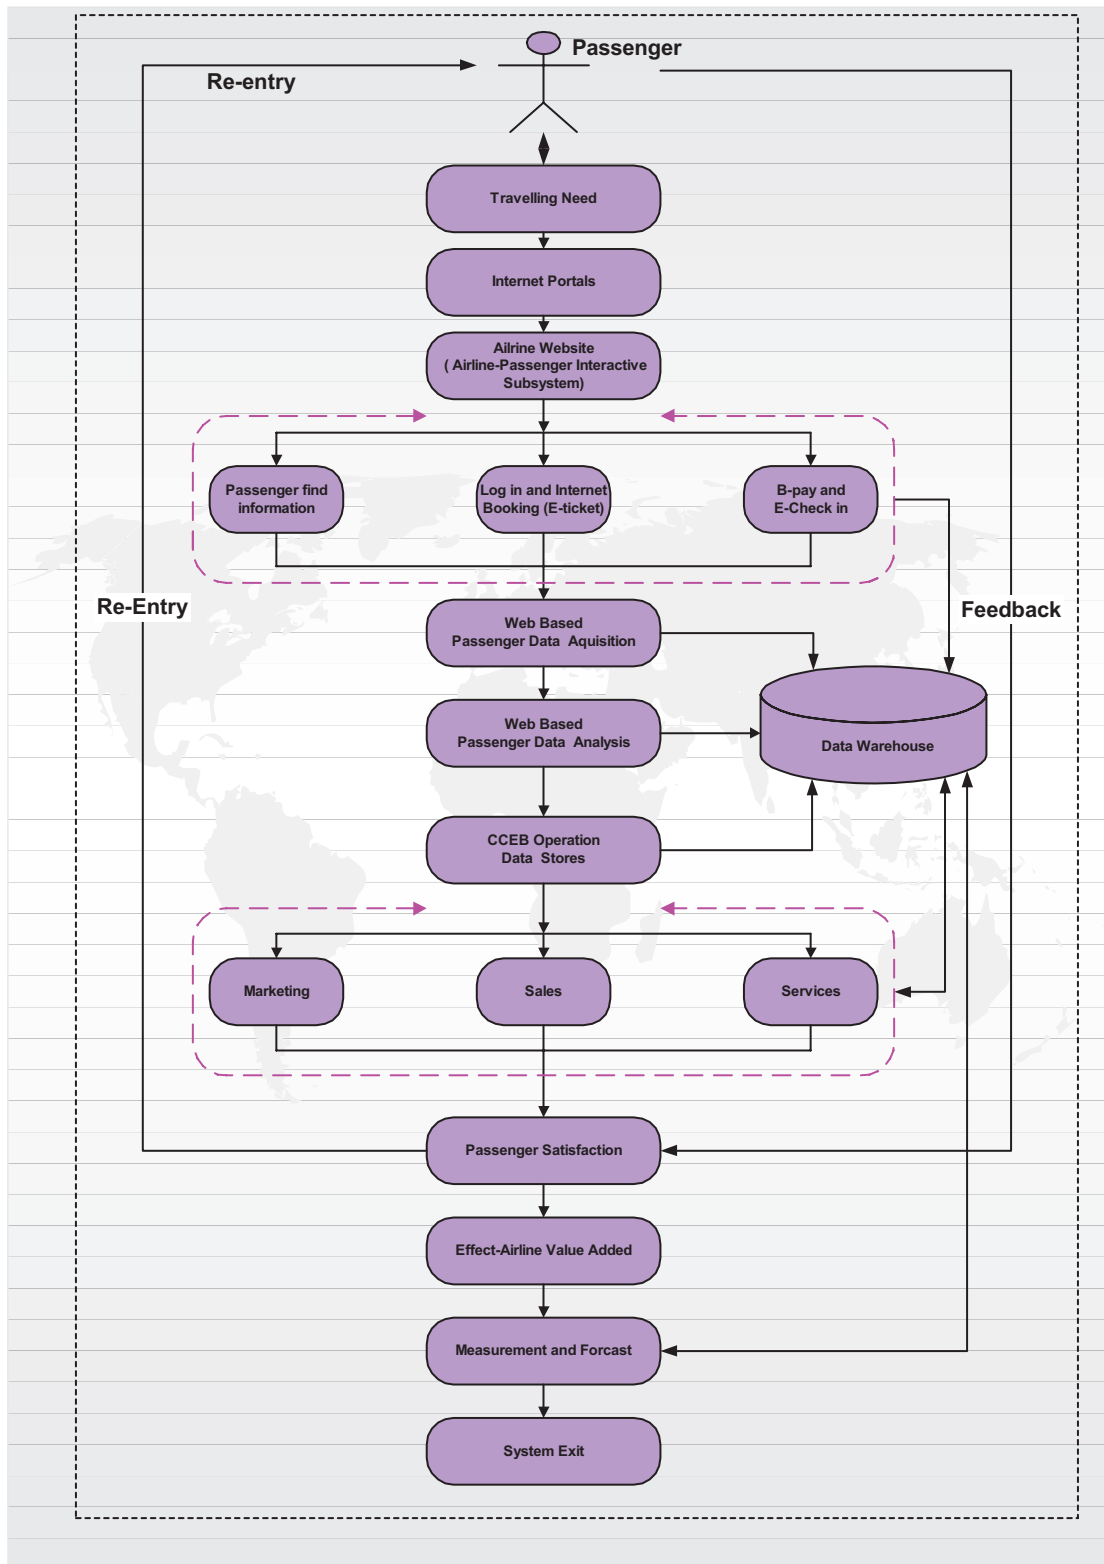 Passenger
Re-entry
Travelling Need
Internet Portals
Ailrine Website
( Airline-Passenger Interactive
Subsystem)
Passenger find
information
Log in and Internet
Booking (E-ticket)
B-pay and
E-Check in
Re-Entry
Feedback
Web Based
Passenger Data Aquisition
Web Based
Passenger Data Analysis
Data Warehouse
CCEB Operation
Data Stores
Marketing
Sales
Services
Passenger Satisfaction
Effect-Airline Value Added
Measurement and Forcast
System Exit